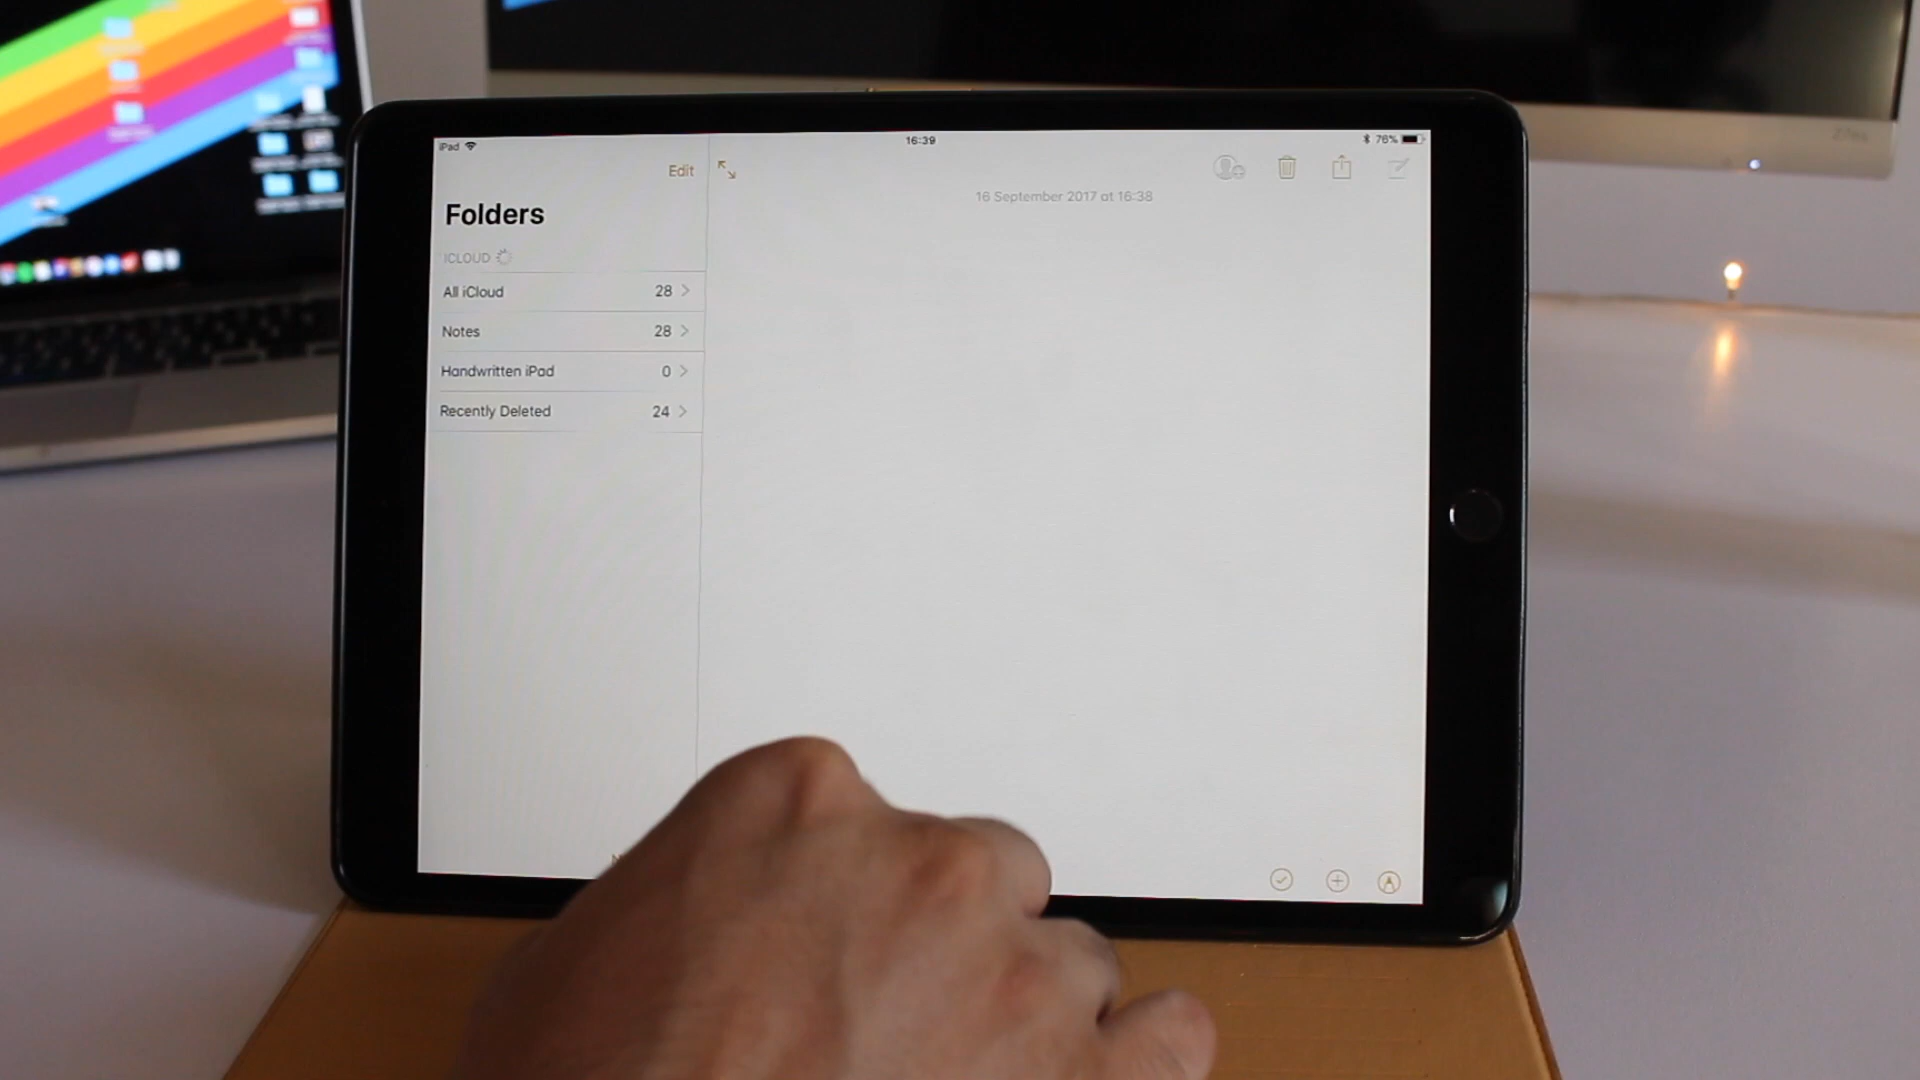 iPad
16:39
76%
Edit
16 September 2017 at 16:38
Folders
ICLOUD
All iCloud 28
Notes 28
Handwritten iPad 0
Recently Deleted 24